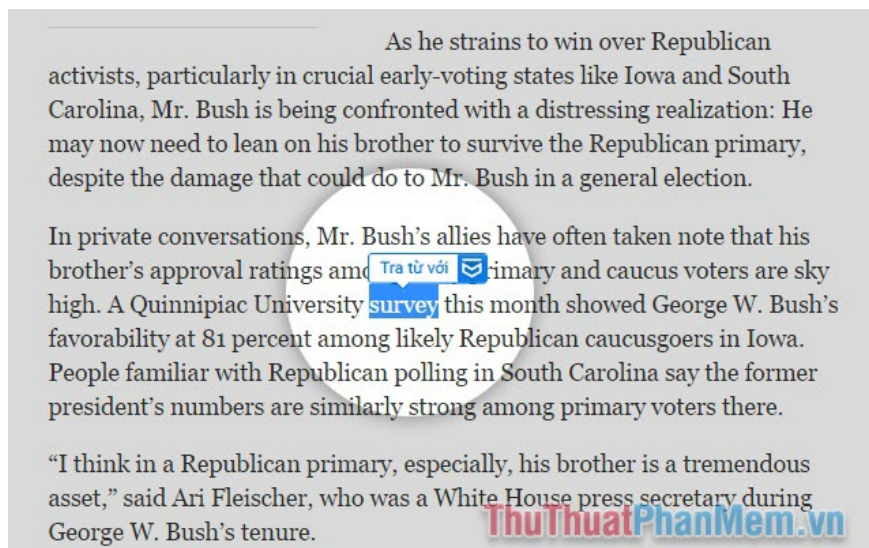 As he strains to win over Republican
activists, particularly in crucial early-voting states like Iowa and South
Carolina, Mr. Bush is being confronted with a distressing realization: He
may now need to lean on his brother to survive the Republican primary,
despite the damage that could do to Mr. Bush in a general election.
In private conversations, Mr. Bush’s allies have often taken note that his
Tra từ với
brother’s approval ratings primary and caucus voters are sky
high. A Quinnipiac University survey this month showed George W. Bush’s
favorability at 81 percent among likely Republican caucusgoers in Iowa.
People familiar with Republican polling in South Carolina say the former
president’s numbers are similarly strong among primary voters there.
“I think in a Republican primary, especially, his brother is a tremendous
asset,” said Ari Fleischer, who was a White House press secretary during
George W. Bush’s tenure.
ThuThuatPhanMem.vn